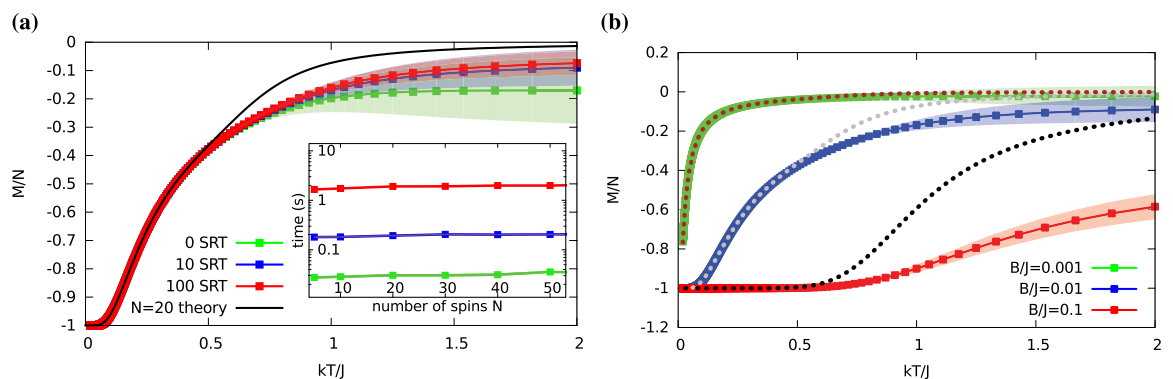 (a)
0
-0.1
-0.2
-0.3
-0.4
-0.5
-0.6
-0.7
-0.8
-0.9
-1
M/N
0 0.5 1 1.5 2
kT/J
0 SRT
10 SRT
100 SRT
N=20 theory
10
1
0.1
time (s)
10 20 30 40 50
number of spins N
(b)
0.2
0
-0.2
-0.4
-0.6
-0.8
-1
-1.2
M/N
0 0.5 1 1.5 2
kT/J
B/J=0.001
B/J=0.01
B/J=0.1